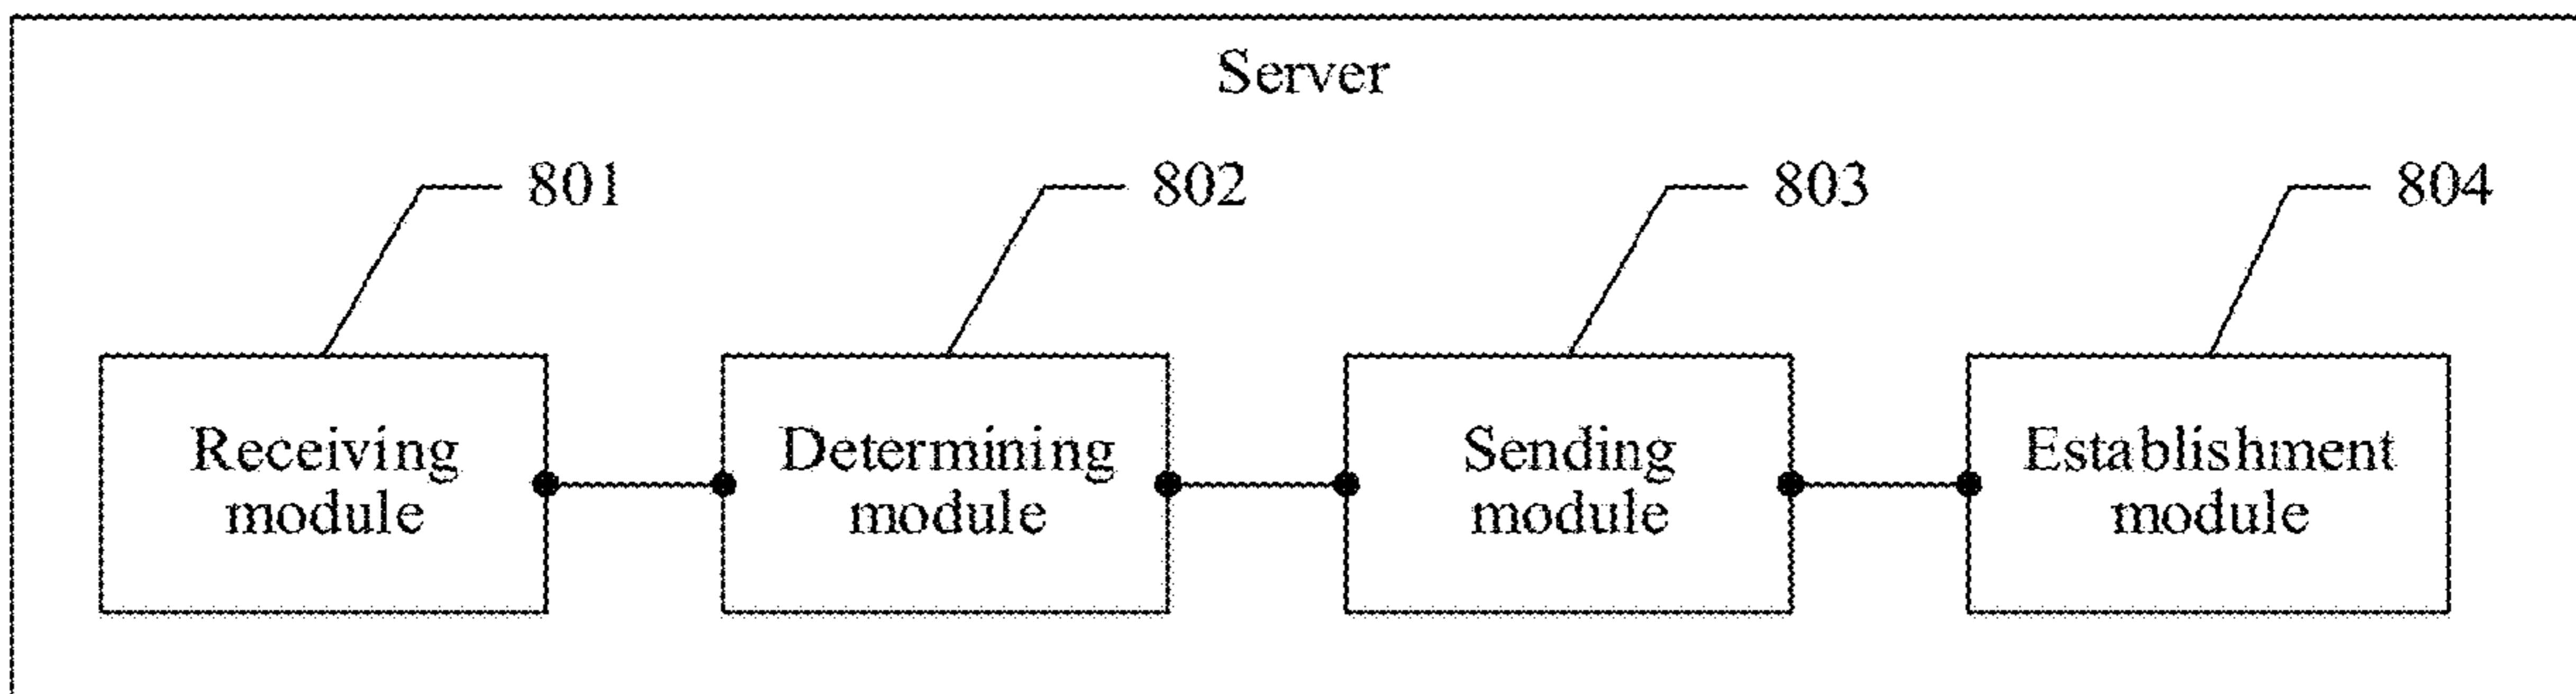 Server
801
802
803
804
Receiving
module
Determining
module
Sending
module
Establishment
module